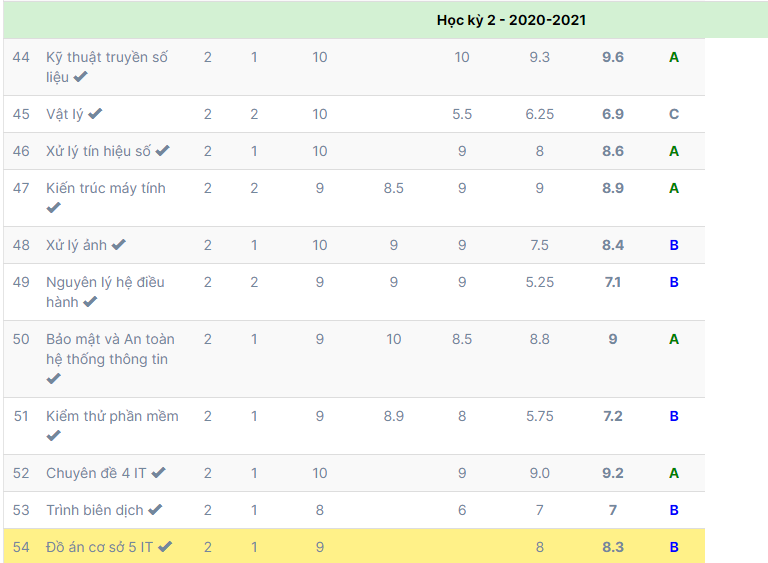 Học kỳ 2 - 2020-2021
44 Kỹ thuật truyền số 2 1 10 10 9.3 9.6 A
liệu ✔
45 Vật lý ✔ 2 2 10 5.5 6.25 6.9 C
46 Xử lý tín hiệu số ✔ 2 1 10 9 8 8.6 A
47 Kiến trúc máy tính 2 2 9 8.5 9 9 8.9 A
✔
48 Xử lý ảnh ✔ 2 1 10 9 9 7.5 8.4 B
49 Nguyên lý hệ điều 2 2 9 9 9 5.25 7.1 B
hành ✔
50 Bảo mật và An toàn 2 1 9 10 8.5 8.8 9 A
hệ thống thông tin
✔
51 Kiểm thử phần mềm 2 1 9 8.9 8 5.75 7.2 B
✔
52 Chuyên đề 4 IT ✔ 2 1 10 9 9.0 9.2 A
53 Trình biên dịch ✔ 2 1 8 6 7 7 B
54 Đồ án cơ sở 5 IT ✔ 2 1 9 8 8.3 B